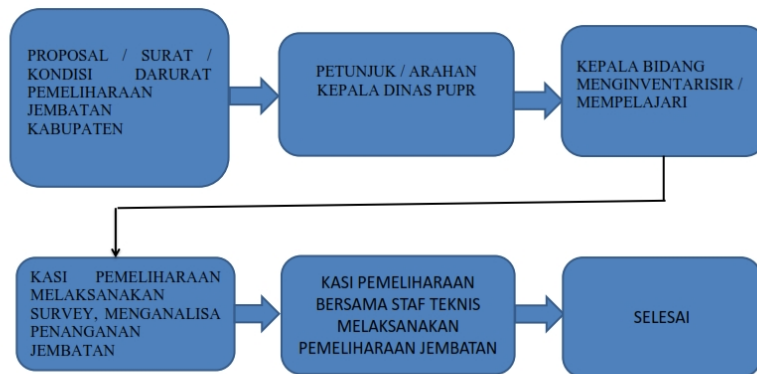 PROPOSAL / SURAT /
KONDISI DARURAT
PEMELIHARAAN
JEMBATAN
KABUPATEN
PETUNJUK / ARAHAN
KEPALA DINAS PUPR
KEPALA BIDANG
MENGINVENTARISIR /
MEMPELAJARI
KASI PEMELIHARAAN
MELAKSANAKAN
SURVEY, MENGANALISA
PENANGANAN
JEMBATAN
KASI PEMELIHARAAN
BERSAMA STAF TEKNIS
MELAKSANAKAN
PEMELIHARAAN JEMBATAN
SELESAI